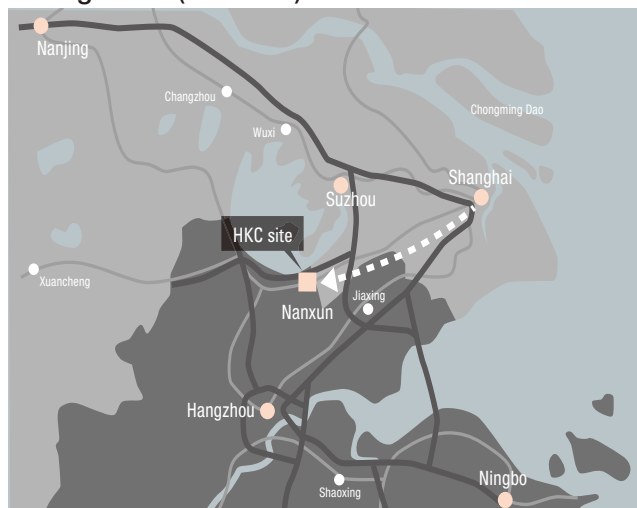 Nanjing
Changzhou
Chongming Dao
Wuxi
Shanghai
Suzhou
HKC site
Xuancheng
Jiaxing
Nanxun
Hangzhou
Ningbo
Shaoxing